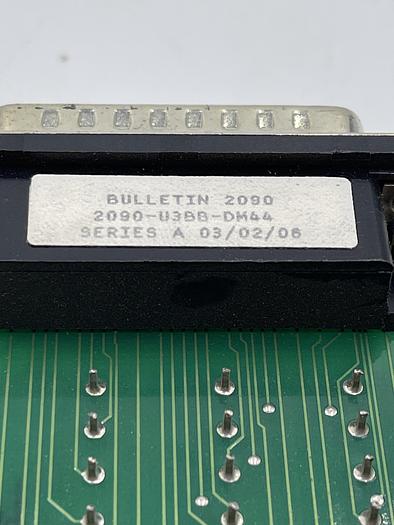 BULLETIN 2090
2090-U3BB-DM44
SERIES A 03/02/06